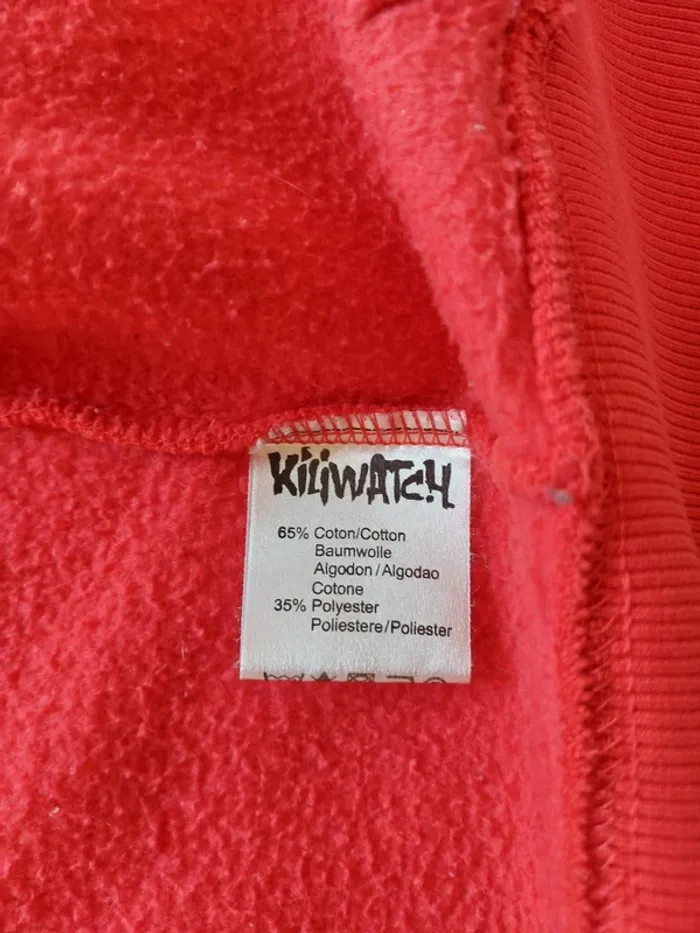 KiliWATCH
65% Coton/Cotton
Baumwolle
Algodon/Algodao
Cotone
35% Polyester
Poliestere/Poliester